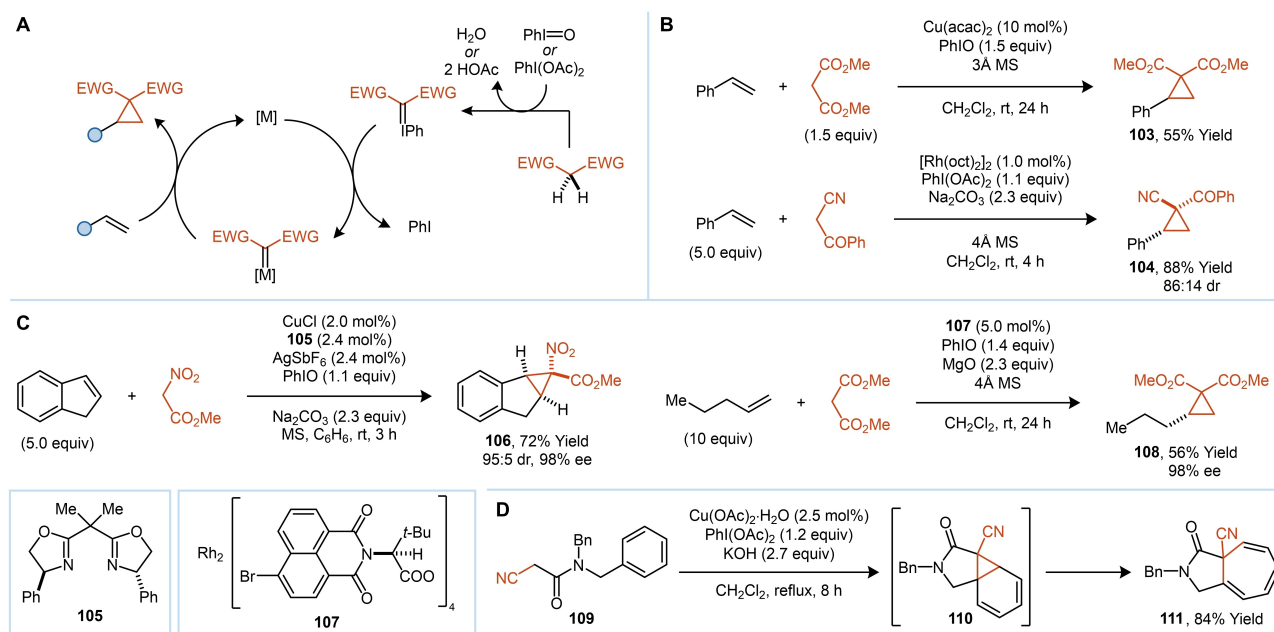 A
H2O
or
2 HOAc
PhI=O
or
PhI(OAc)2
EWG EWG
[M]
EWG EWG
IPh
EWG EWG
H H
PhI
EWG EWG
[M]
B
Ph
+
CO2Me
CO2Me
(1.5 equiv)
Cu(acac)2 (10 mol%)
PhIO (1.5 equiv)
3Å MS
CH2Cl2, rt, 24 h
MeO2C CO2Me
Ph
103, 55% Yield
Ph
(5.0 equiv)
+
CN
COPh
[Rh(oct)2]2 (1.0 mol%)
PhI(OAc)2 (1.1 equiv)
Na2CO3 (2.3 equiv)
4Å MS
CH2Cl2, rt, 4 h
NC COPh
Ph
104, 88% Yield
86:14 dr
C
(5.0 equiv)
+
NO2
CO2Me
CuCl (2.0 mol%)
105 (2.4 mol%)
AgSbF6 (2.4 mol%)
PhIO (1.1 equiv)
Na2CO3 (2.3 equiv)
MS, C6H6, rt, 3 h
H
NO2
CO2Me
H
106, 72% Yield
95:5 dr, 98% ee
Me
(10 equiv)
+
CO2Me
CO2Me
107 (5.0 mol%)
PhIO (1.4 equiv)
MgO (2.3 equiv)
4Å MS
CH2Cl2, rt, 24 h
MeO2C CO2Me
Me
108, 56% Yield
98% ee
Me Me
O O
N N
Ph Ph
105
Rh2
O
t-Bu
N H
Br
COO
O
4
107
D
Bn
NC N
O
109
Cu(OAc)2·H2O (2.5 mol%)
PhI(OAc)2 (1.2 equiv)
KOH (2.7 equiv)
CH2Cl2, reflux, 8 h
O CN
BnN
110
O CN
BnN
111, 84% Yield